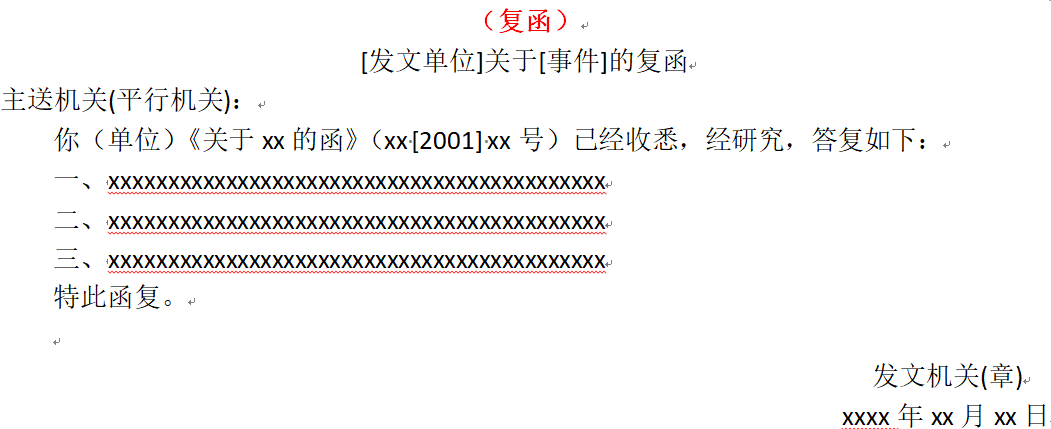 （复函）
[发文单位]关于[事件]的复函
主送机关(平行机关)：
你（单位）《关于 xx 的函》（xx [2001] xx 号）已经收悉，经研究，答复如下：
一、xxxxxxxxxxxxxxxxxxxxxxxxxxxxxxxxxxxxxxxxxx
二、xxxxxxxxxxxxxxxxxxxxxxxxxxxxxxxxxxxxxxxxxx
三、xxxxxxxxxxxxxxxxxxxxxxxxxxxxxxxxxxxxxxxxxx
特此函复。
发文机关(章)
xxxx 年 xx 月 xx 日